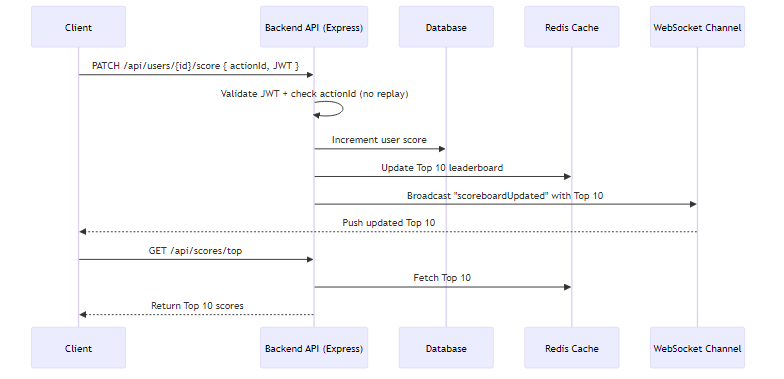 Client
Backend API (Express)
Database
Redis Cache
WebSocket Channel
PATCH /api/users/{id}/score { actionId, JWT }
Validate JWT + check actionId (no replay)
Increment user score
Update Top 10 leaderboard
Broadcast "scoreboardUpdated" with Top 10
Push updated Top 10
GET /api/scores/top
Fetch Top 10
Return Top 10 scores
Client
Backend API (Express)
Database
Redis Cache
WebSocket Channel